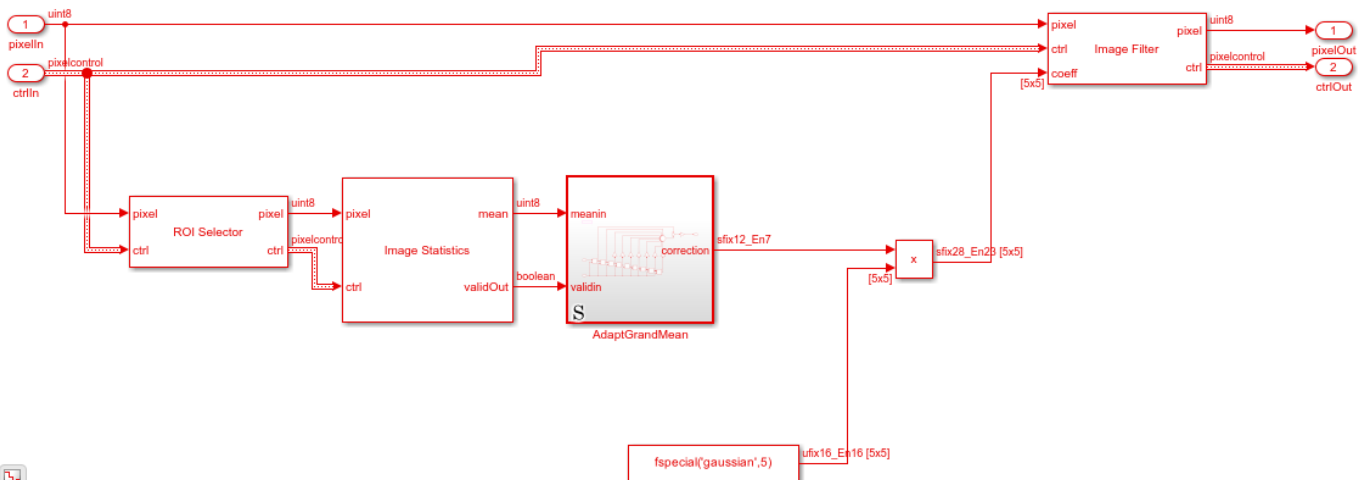 1
uint8
pixelIn
2
pixelcontrol
ctrlIn
pixel
ctrl
coeff
[5x5]
Image Filter
pixel
ctrl
uint8
pixelcontrol
1
pixelOut
2
ctrlOut
pixel
ctrl
ROI Selector
pixel
ctrl
uint8
pixelcontro
pixel
ctrl
Image Statistics
mean
validOut
uint8
boolean
meanin
validin
correction
S
AdaptGrandMean
sfix12_En7
[5x5]
x
sfix28_En23 [5x5]
fspecial('gaussian',5)
ufix16_En16 [5x5]